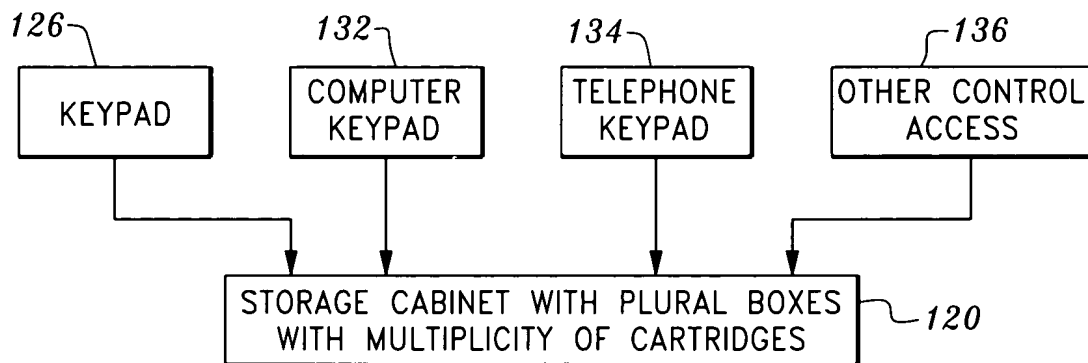 126
132
134
136
KEYPAD
COMPUTER
KEYPAD
TELEPHONE
KEYPAD
OTHER CONTROL
ACCESS
STORAGE CABINET WITH PLURAL BOXES
WITH MULTIPLICITY OF CARTRIDGES
120